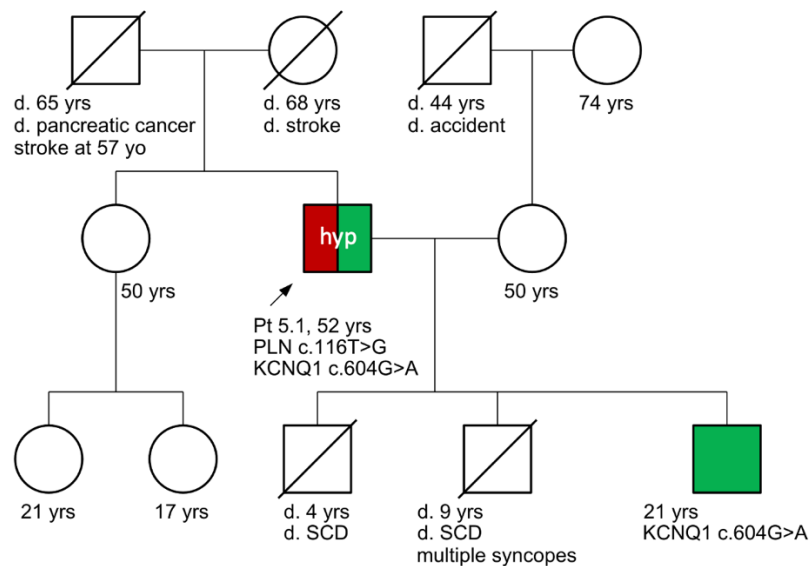 d. 65 yrs
d. pancreatic cancer
stroke at 57 yo
d. 68 yrs
d. stroke
d. 44 yrs
d. accident
74 yrs
50 yrs
hyp
Pt 5.1, 52 yrs
PLN c.116T>G
KCNQ1 c.604G>A
50 yrs
21 yrs
17 yrs
d. 4 yrs
d. SCD
d. 9 yrs
d. SCD
multiple syncopes
21 yrs
KCNQ1 c.604G>A